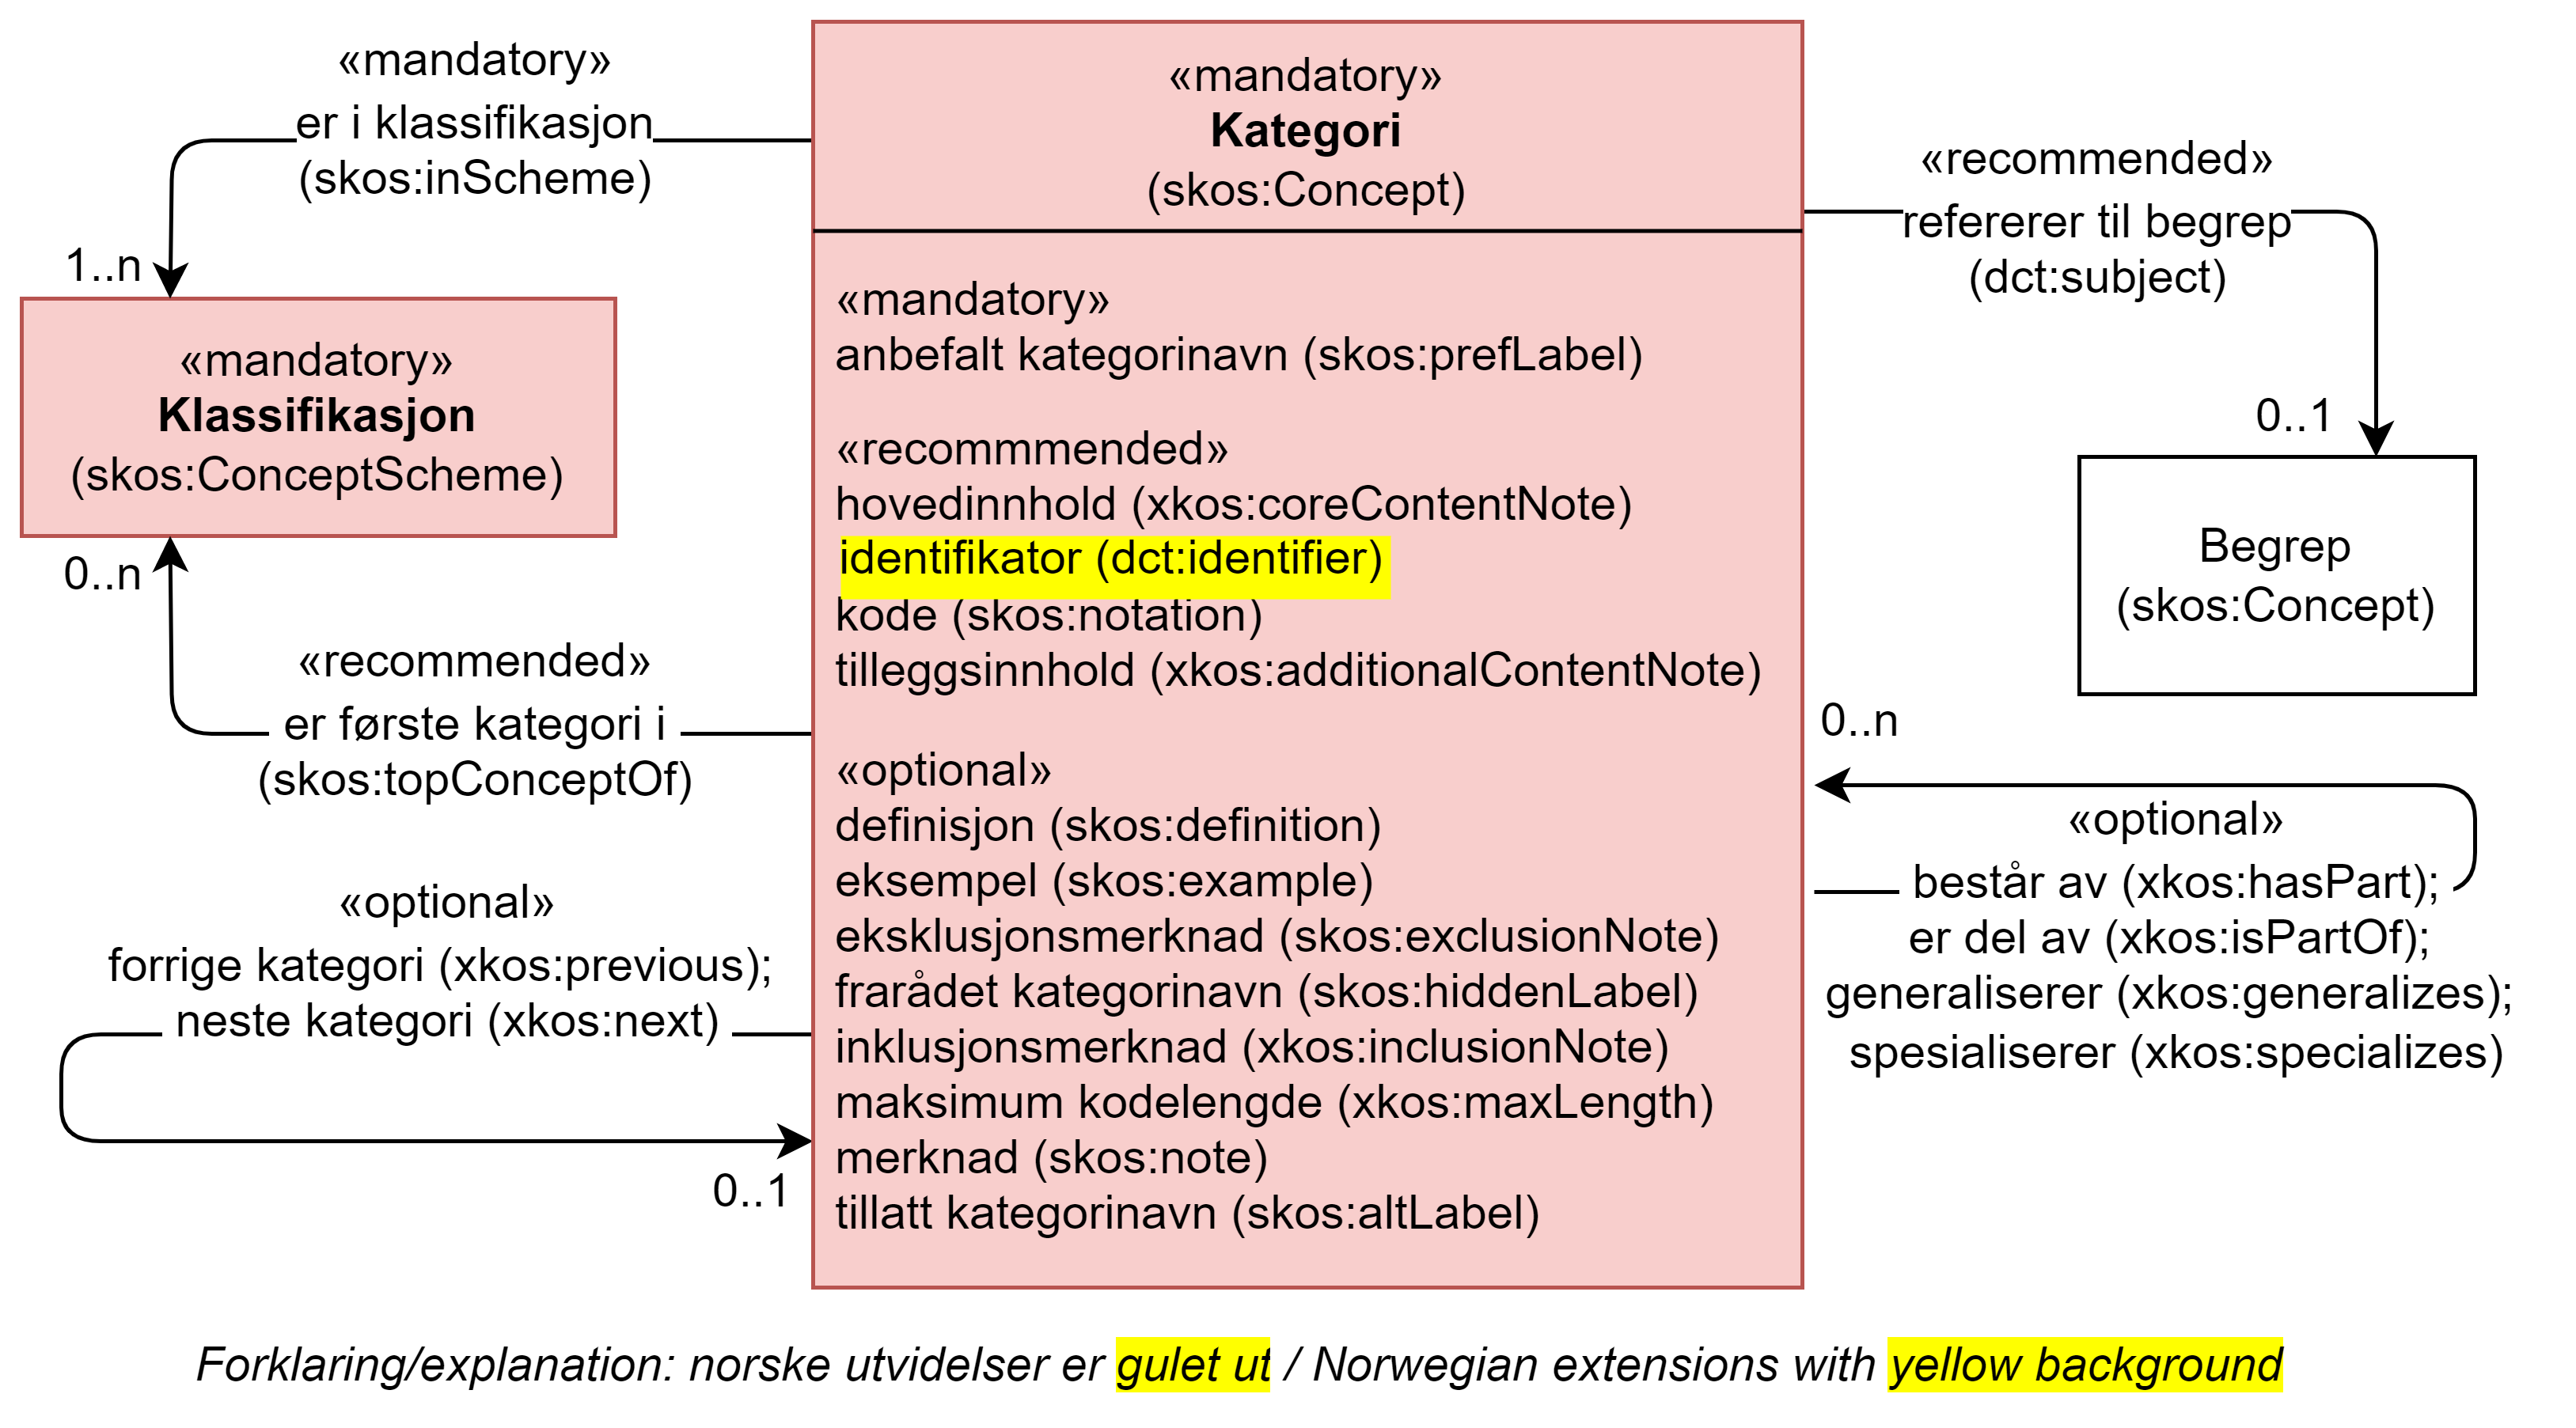 «mandatory»
er i klassifikasjon
(skos:inScheme)
1..n
«mandatory»
Klassifikasjon
(skos:ConceptScheme)
0..n
«recommended»
er første kategori i
(skos:topConceptOf)
«optional»
forrige kategori (xkos:previous);
neste kategori (xkos:next)
0..1
«mandatory»
Kategori
(skos:Concept)
«mandatory»
anbefalt kategorinavn (skos:prefLabel)
«recommmended»
hovedinnhold (xkos:coreContentNote)
identifikator (dct:identifier)
kode (skos:notation)
tilleggsinnhold (xkos:additionalContentNote)
«optional»
definisjon (skos:definition)
eksempel (skos:example)
eksklusjonsmerknad (skos:exclusionNote)
frarådet kategorinavn (skos:hiddenLabel)
inklusjonsmerknad (xkos:inclusionNote)
maksimum kodelengde (xkos:maxLength)
merknad (skos:note)
tillatt kategorinavn (skos:altLabel)
«recommended»
refererer til begrep
(dct:subject)
0..1
Begrep
(skos:Concept)
0..n
«optional»
består av (xkos:hasPart);
er del av (xkos:isPartOf);
generaliserer (xkos:generalizes);
spesialiserer (xkos:specializes)
Forklaring/explanation: norske utvidelser er gulet ut / Norwegian extensions with yellow background